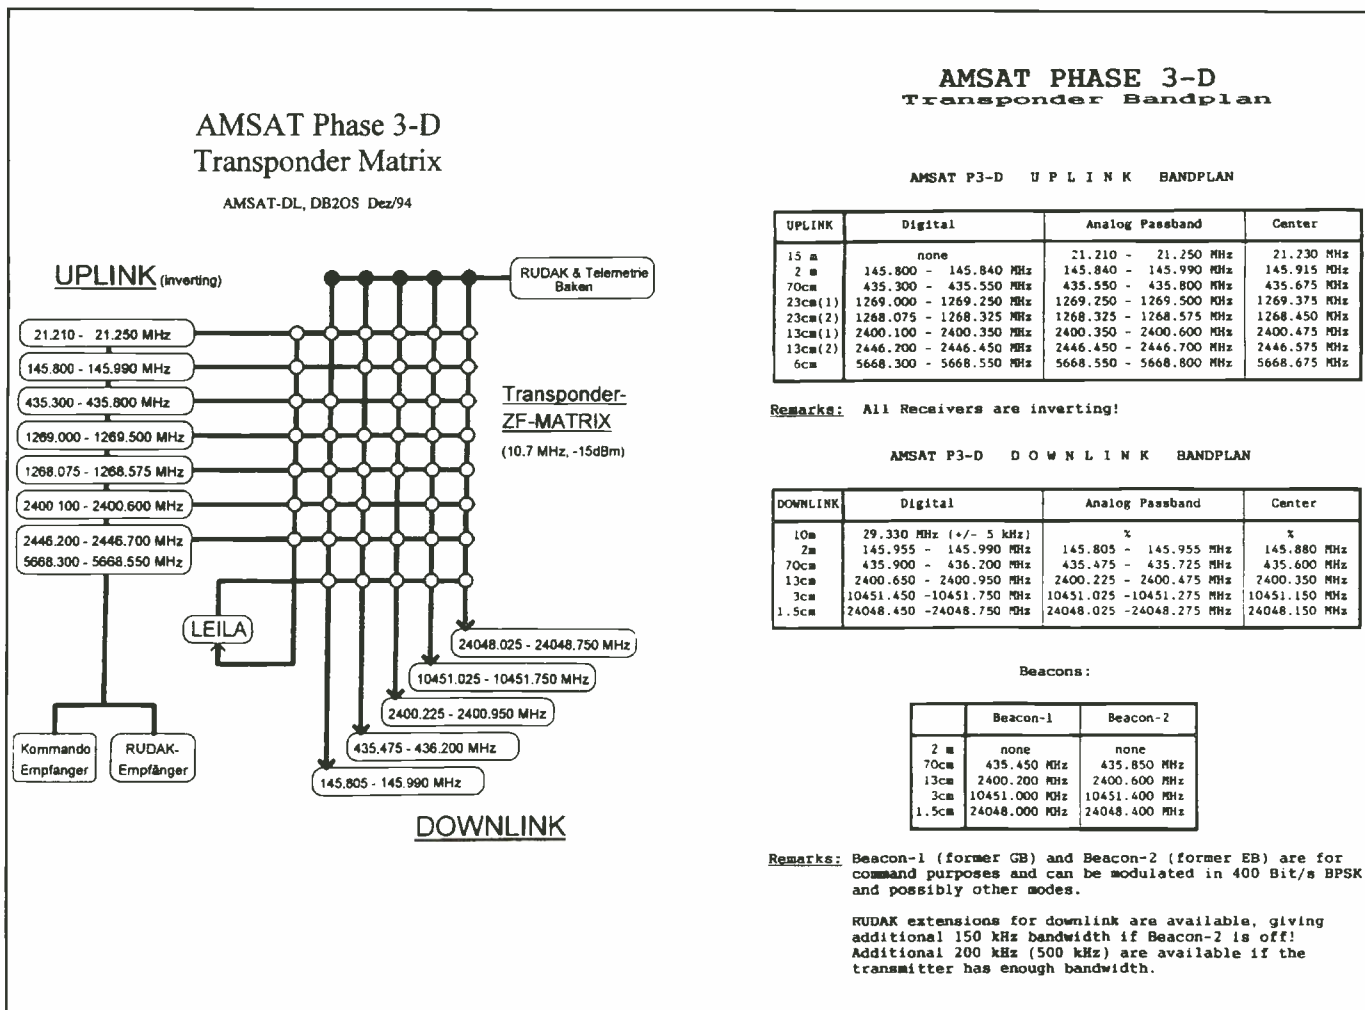 AMSAT Phase 3-D
Transponder Matrix
AMSAT-DL, DB2OS Dez/94
UPLINK (inverting)
RUDAK & Telemetrie
Baken
21.210 - 21.250 MHz
145.800 - 145.990 MHz
435.300 - 435.800 MHz
1269.000 - 1269.500 MHz
1268.075 - 1268.575 MHz
2400 100 - 2400.600 MHz
2446.200 - 2446.700 MHz
5668.300 - 5668.550 MHz
Transponder-
ZF-MATRIX
(10.7 MHz, -15dBm)
LEILA
24048.025 - 24048.750 MHz
10451.025 - 10451.750 MHz
2400.225 - 2400.950 MHz
435.475 - 436.200 MHz
145.805 - 145.990 MHz
Kommando
Empfänger
RUDAK-
Empfänger
DOWNLINK
AMSAT PHASE 3-D
Transponder Bandplan
AMSAT P3-D U P L I N K BANDPLAN
UPLINK Digital Analog Passband Center
15 m none 21.210 - 21.250 MHz 21.230 MHz
2 m 145.800 - 145.840 MHz 145.840 - 145.990 MHz 145.915 MHz
70cm 435.300 - 435.550 MHz 435.550 - 435.800 MHz 435.675 MHz
23cm(1) 1269.000 - 1269.250 MHz 1269.250 - 1269.500 MHz 1269.375 MHz
23cm(2) 1268.075 - 1268.325 MHz 1268.325 - 1268.575 MHz 1268.450 MHz
13cm(1) 2400.100 - 2400.350 MHz 2400.350 - 2400.600 MHz 2400.475 MHz
13cm(2) 2446.200 - 2446.450 MHz 2446.450 - 2446.700 MHz 2446.575 MHz
6cm 5668.300 - 5668.550 MHz 5668.550 - 5668.800 MHz 5668.675 MHz
Remarks: All Receivers are inverting!
AMSAT P3-D D O W N L I N K BANDPLAN
DOWNLINK Digital Analog Passband Center
10m 29.330 MHz (+/- 5 kHz) % %
2m 145.955 - 145.990 MHz 145.805 - 145.955 MHz 145.880 MHz
70cm 435.900 - 436.200 MHz 435.475 - 435.725 MHz 435.600 MHz
13cm 2400.650 - 2400.950 MHz 2400.225 - 2400.475 MHz 2400.350 MHz
3cm 10451.450 -10451.750 MHz 10451.025 -10451.275 MHz 10451.150 MHz
1.5cm 24048.450 -24048.750 MHz 24048.025 -24048.275 MHz 24048.150 MHz
Beacons:
Beacon-1 Beacon-2
2 m none none
70cm 435.450 MHz 435.850 MHz
13cm 2400.200 MHz 2400.600 MHz
3cm 10451.000 MHz 10451.400 MHz
1.5cm 24048.000 MHz 24048.400 MHz
Remarks: Beacon-1 (former GB) and Beacon-2 (former EB) are for
command purposes and can be modulated in 400 Bit/s BPSK
and possibly other modes.
RUDAK extensions for downlink are available, giving
additional 150 kHz bandwidth if Beacon-2 is off!
Additional 200 kHz (500 kHz) are available if the
transmitter has enough bandwidth.